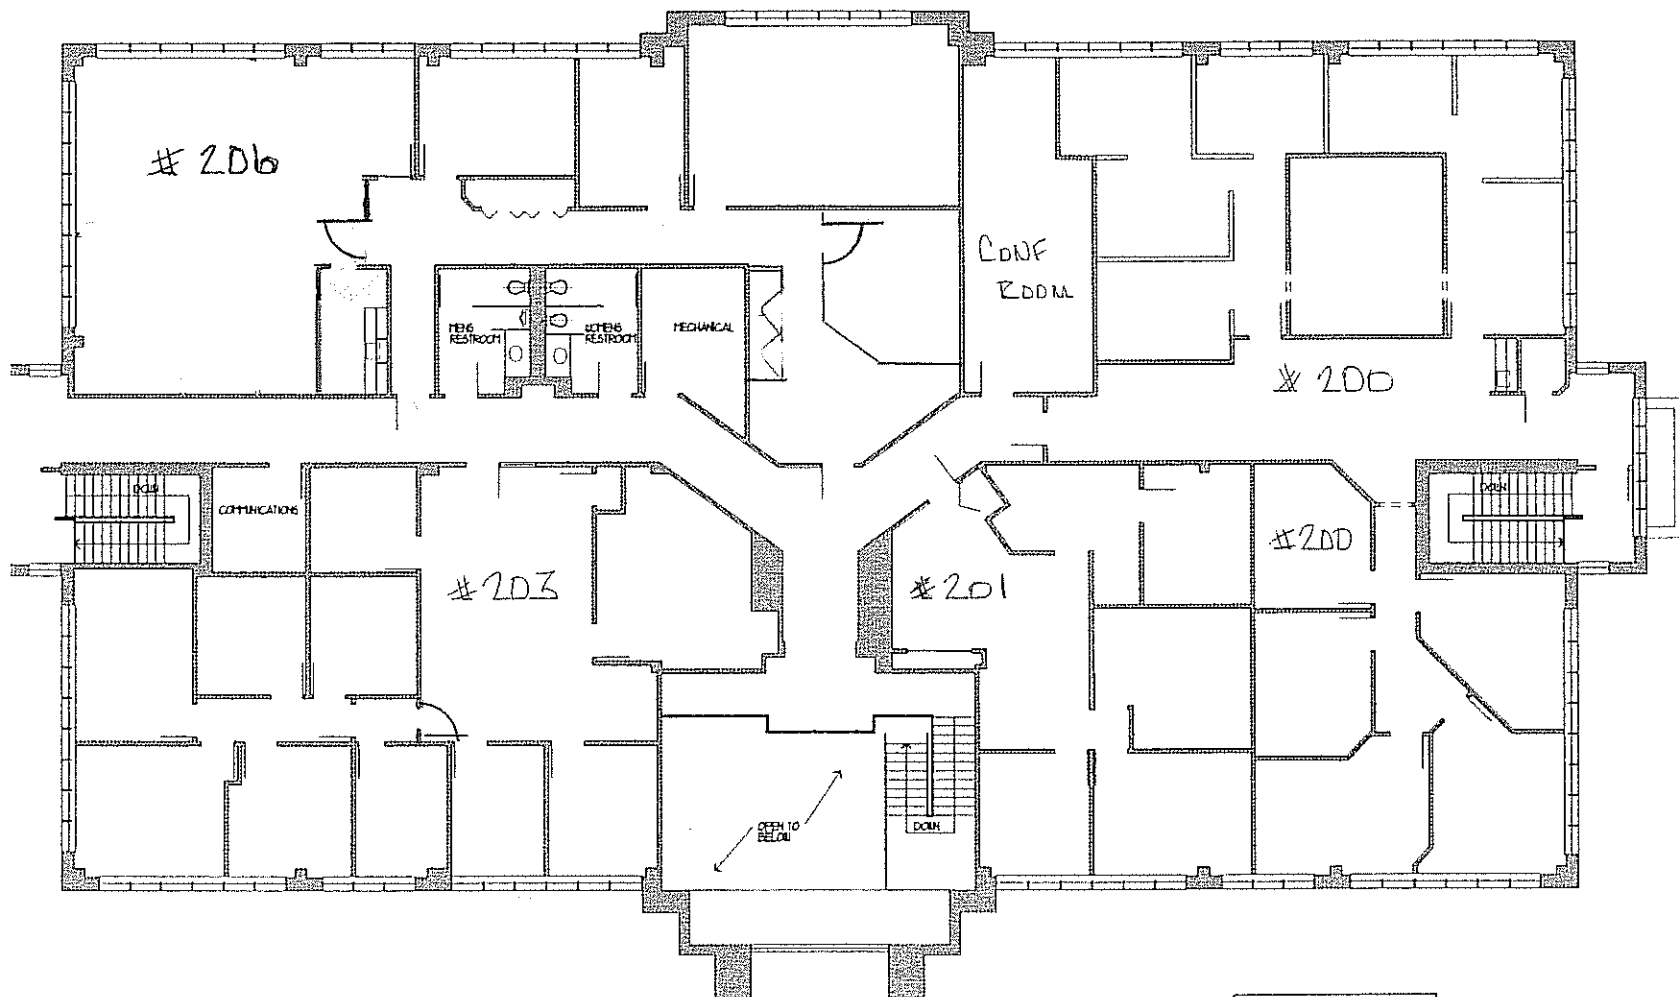 # 206
CONF
ROOM
MENS
RESTROOM
WOMENS
RESTROOM
MECHANICAL
# 200
DOWN
COMMUNICATIONS
# 203
# 201
#200
DOWN
OPEN TO
BELOW
DOWN